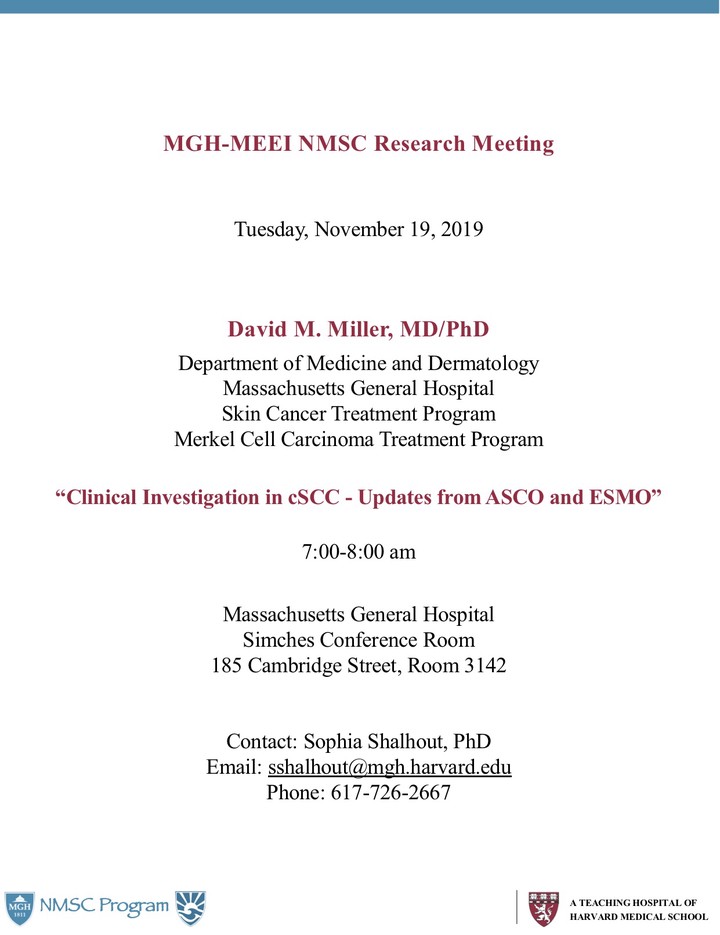 MGH-MEEI NMSC Research Meeting
Tuesday, November 19, 2019
David M. Miller, MD/PhD
Department of Medicine and Dermatology
Massachusetts General Hospital
Skin Cancer Treatment Program
Merkel Cell Carcinoma Treatment Program
“Clinical Investigation in cSCC - Updates from ASCO and ESMO”
7:00-8:00 am
Massachusetts General Hospital
Simches Conference Room
185 Cambridge Street, Room 3142
Contact: Sophia Shalhout, PhD
Email: sshalhout@mgh.harvard.edu
Phone: 617-726-2667
MGH
1811
NMSC Program
A TEACHING HOSPITAL OF
HARVARD MEDICAL SCHOOL